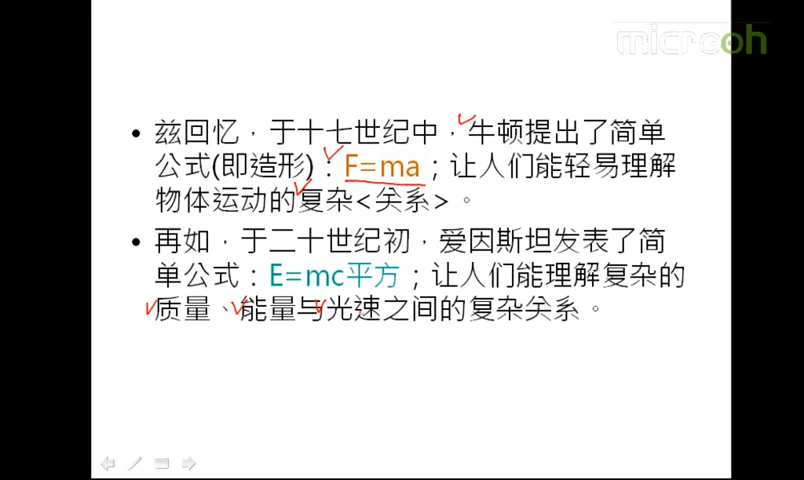 microoh
• 兹回忆，于十七世纪中，牛顿提出了简单
公式(即造形)：F=ma；让人们能轻易理解
物体运动的复杂<关系>。
• 再如，于二十世纪初，爱因斯坦发表了简
单公式：E=mc平方；让人们能理解复杂的
质量、能量与光速之间的复杂关系。